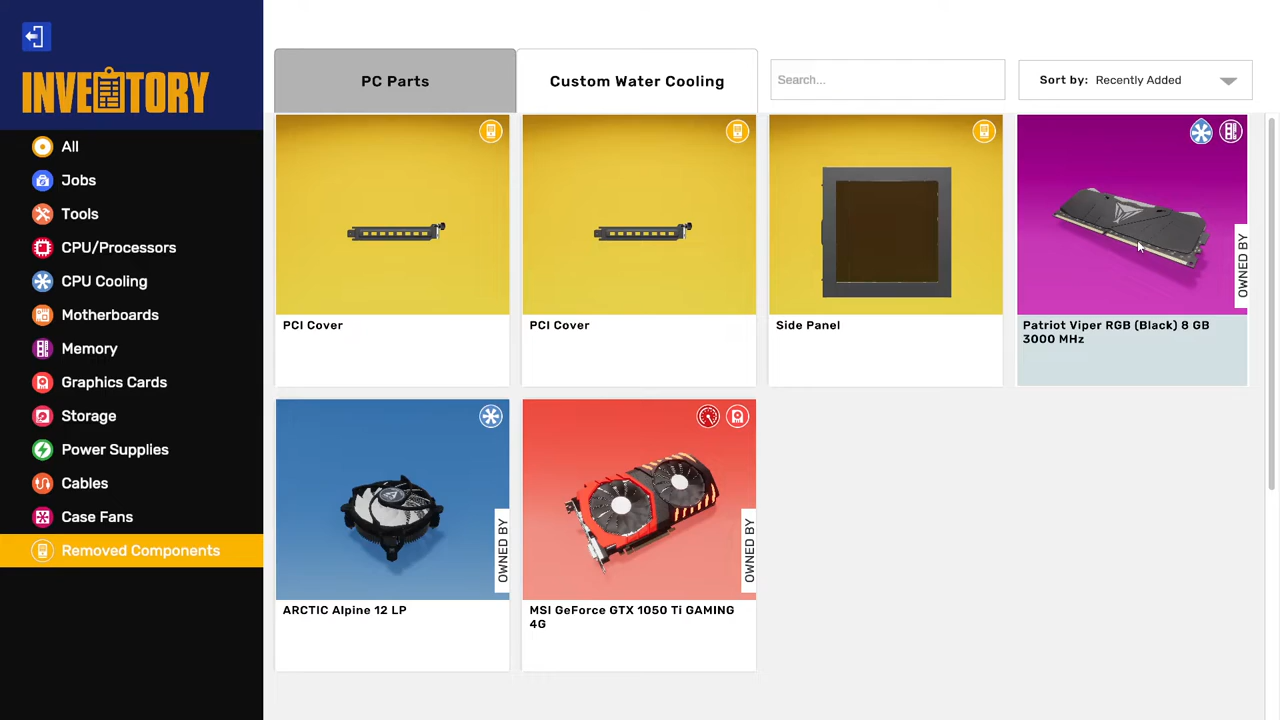 INVENTORY
All
Jobs
Tools
CPU/Processors
CPU Cooling
Motherboards
Memory
Graphics Cards
Storage
Power Supplies
Cables
Case Fans
Removed Components
PC Parts
Custom Water Cooling
Search...
Sort by: Recently Added
PCI Cover
PCI Cover
Side Panel
OWNED BY
Patriot Viper RGB (Black) 8 GB
3000 MHz
OWNED BY
ARCTIC Alpine 12 LP
OWNED BY
MSI GeForce GTX 1050 Ti GAMING
4G